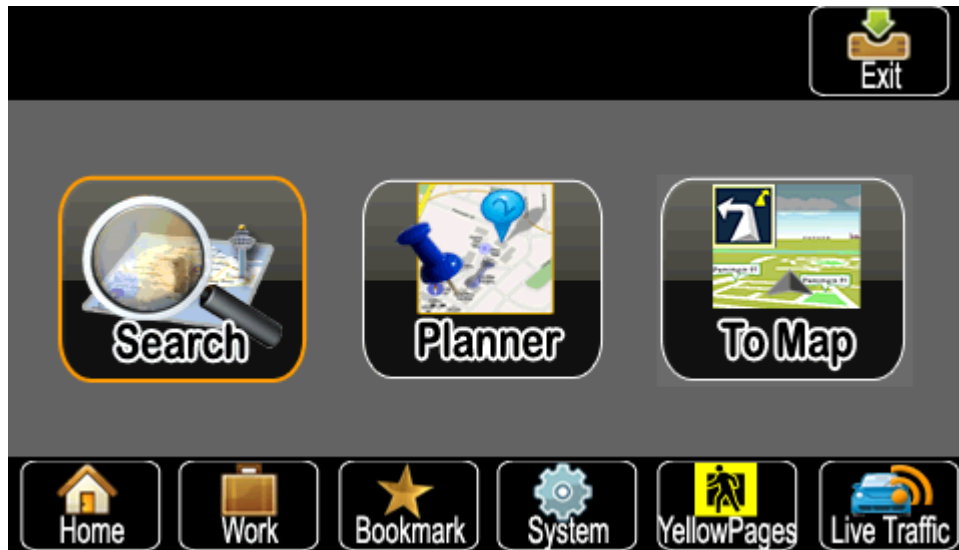 Exit
Search
Planner
To Map
Home
Work
Bookmark
System
YellowPages
Live Traffic